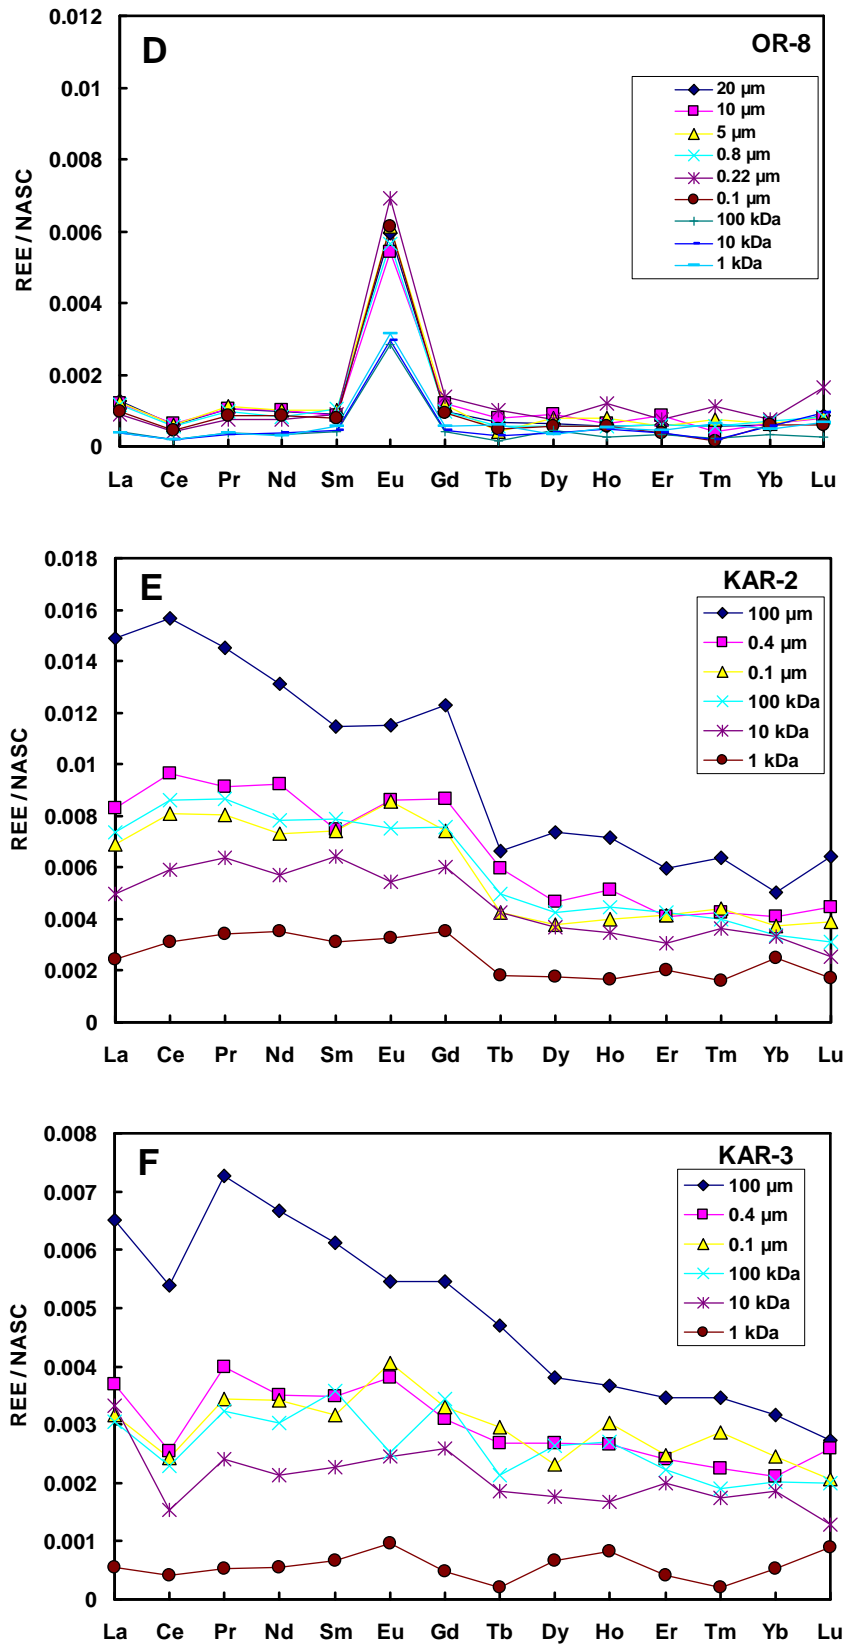 D
OR-8
REE / NASC
0.012
0.01
0.008
0.006
0.004
0.002
0
20 µm
10 µm
5 µm
0.8 µm
0.22 µm
0.1 µm
100 kDa
10 kDa
1 kDa
La Ce Pr Nd Sm Eu Gd Tb Dy Ho Er Tm Yb Lu
E
KAR-2
REE / NASC
0.018
0.016
0.014
0.012
0.01
0.008
0.006
0.004
0.002
0
100 µm
0.4 µm
0.1 µm
100 kDa
10 kDa
1 kDa
La Ce Pr Nd Sm Eu Gd Tb Dy Ho Er Tm Yb Lu
F
KAR-3
REE / NASC
0.008
0.007
0.006
0.005
0.004
0.003
0.002
0.001
0
100 µm
0.4 µm
0.1 µm
100 kDa
10 kDa
1 kDa
La Ce Pr Nd Sm Eu Gd Tb Dy Ho Er Tm Yb Lu